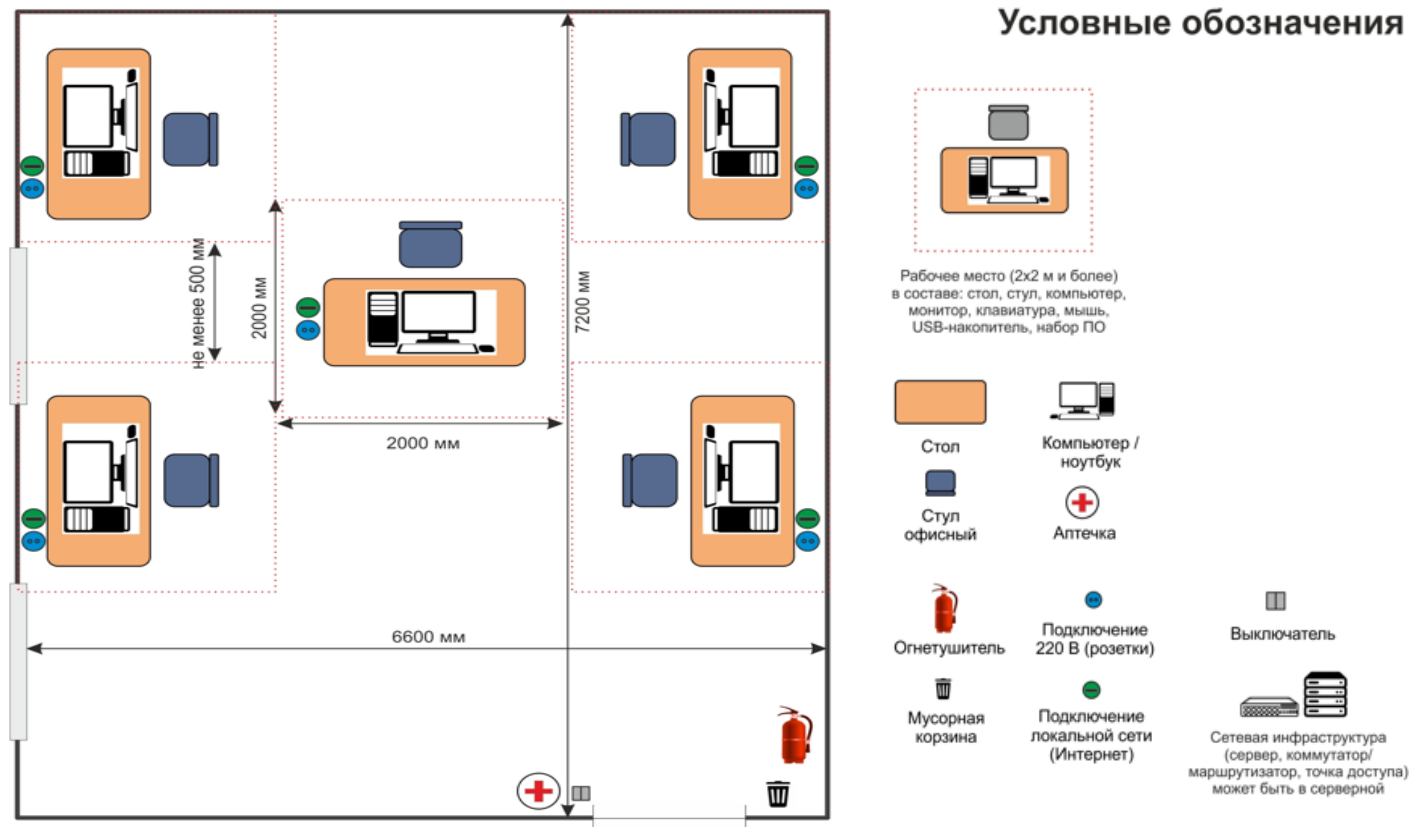 Условные обозначения
не менее 500 мм
2000 мм
7200 мм
2000 мм
6600 мм
Рабочее место (2х2 м и более)
в составе: стол, стул, компьютер,
монитор, клавиатура, мышь,
USB-накопитель, набор ПО
Стол
Компьютер /
ноутбук
Стул
офисный
Аптечка
Огнетушитель
Подключение
220 В (розетки)
Выключатель
Мусорная
корзина
Подключение
локальной сети
(Интернет)
Сетевая инфраструктура
(сервер, коммутатор/
маршрутизатор, точка доступа)
может быть в серверной